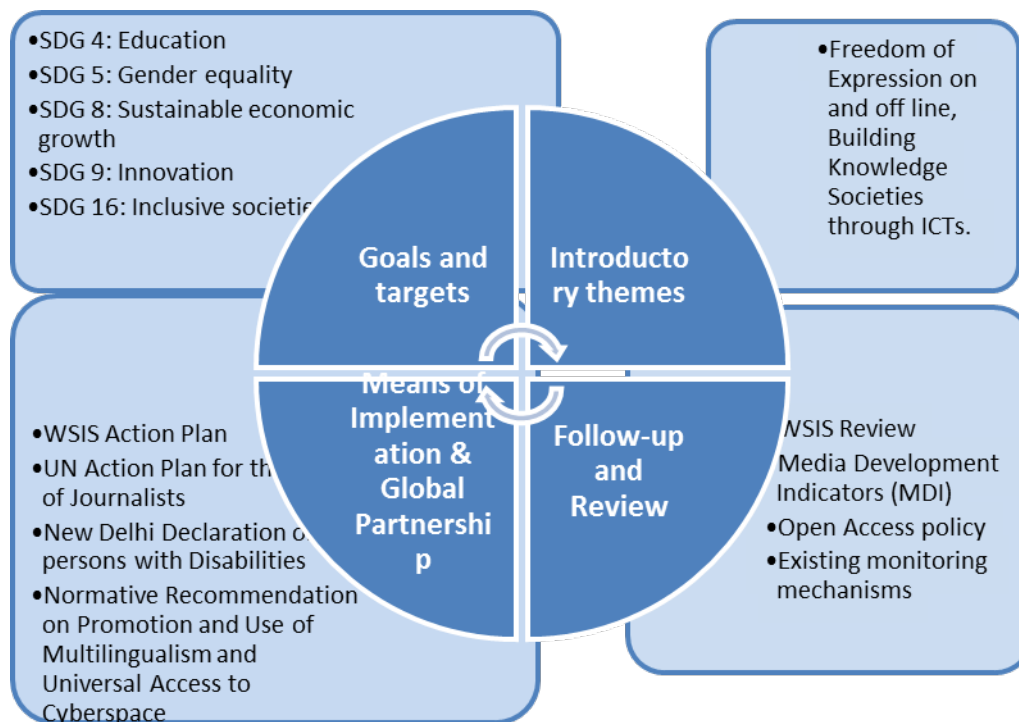 •SDG 4: Education
•SDG 5: Gender equality
•SDG 8: Sustainable economic
growth
•SDG 9: Innovation
•SDG 16: Inclusive societie
•Freedom of
Expression on
and off line,
Building
Knowledge
Societies
through ICTs.
Goals and
targets
Introducto
ry themes
Means of
Implement
ation &
Global
Partnershi
p
Follow-up
and
Review
•WSIS Action Plan
•UN Action Plan for th
of Journalists
•New Delhi Declaration o
persons with Disabilities
•Normative Recommendation
on Promotion and Use of
Multilingualism and
Universal Access to
Cyberspace
WSIS Review
Media Development
Indicators (MDI)
•Open Access policy
•Existing monitoring
mechanisms